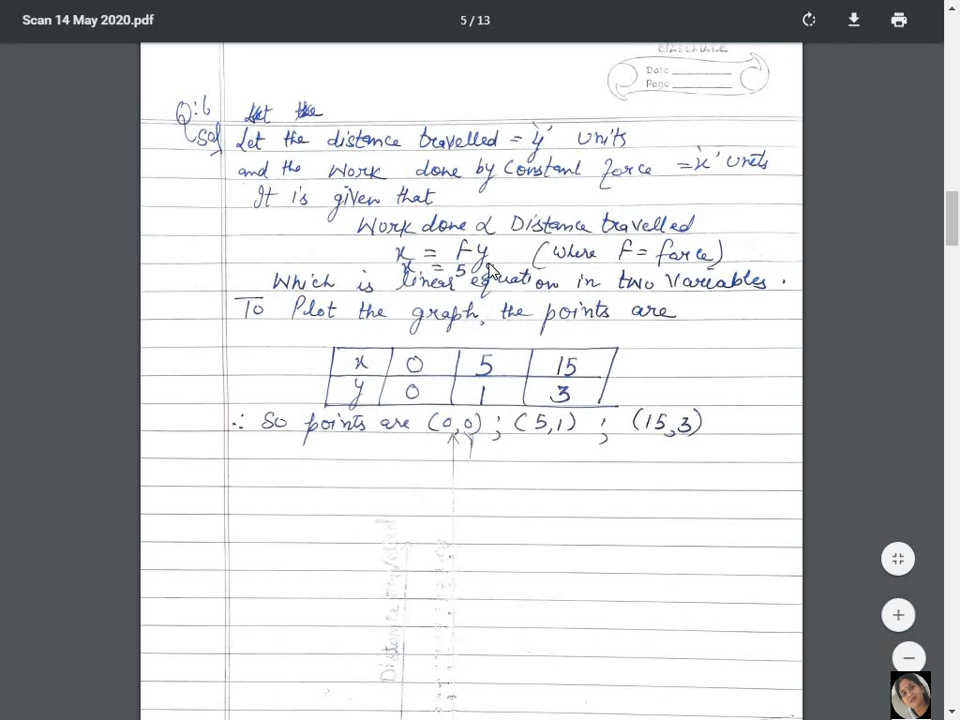 Scan 14 May 2020.pdf
5 / 13
CLASSMATE
Date
Page
Q:6 Let the
Sol Let the distance travelled = 'y' units
and the Work done by Constant force = 'x' units
It is given that
Work done ∝ Distance travelled
x = Fy (where F = force)
x = 5
Which is linear equation in two Variables.
To Plot the graph, the points are
x 0 5 15
y 0 1 3
∴ So points are (0,0) ; (5,1) ; (15,3)
Y